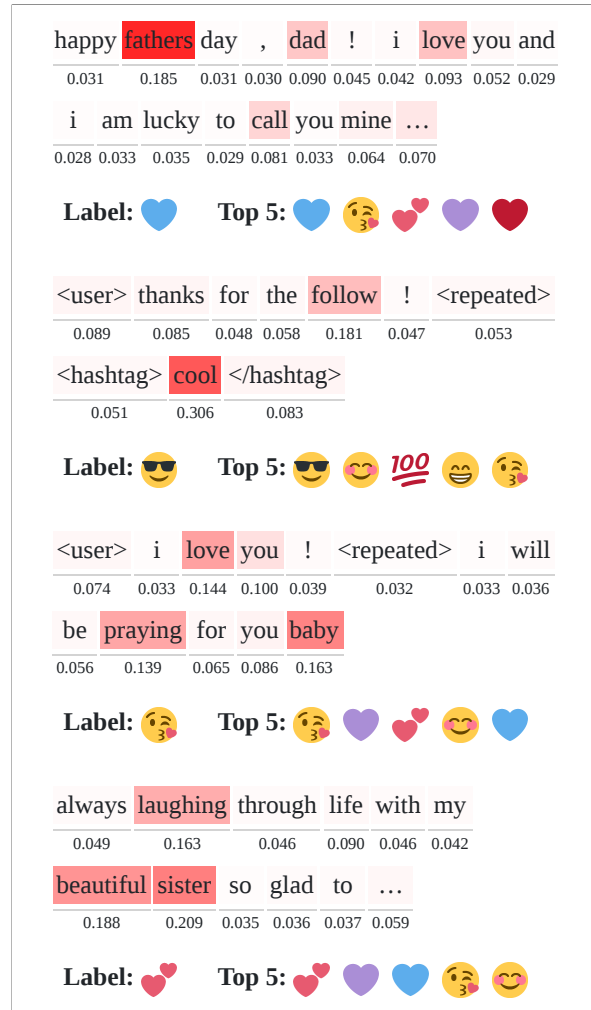 happy fathers day , dad ! i love you and
0.031 0.185 0.031 0.030 0.090 0.045 0.042 0.093 0.052 0.029
i am lucky to call you mine …
0.028 0.033 0.035 0.029 0.081 0.033 0.064 0.070
Label: 💙 Top 5: 💙 😘 💕 💜 ❤
<user> thanks for the follow ! <repeated>
0.089 0.085 0.048 0.058 0.181 0.047 0.053
<hashtag> cool </hashtag>
0.051 0.306 0.083
Label: 😎 Top 5: 😎 😊 💯 😁 😘
<user> i love you ! <repeated> i will
0.074 0.033 0.144 0.100 0.039 0.032 0.033 0.036
be praying for you baby
0.056 0.139 0.065 0.086 0.163
Label: 😘 Top 5: 😘 💜 💕 😊 💙
always laughing through life with my
0.049 0.163 0.046 0.090 0.046 0.042
beautiful sister so glad to …
0.188 0.209 0.035 0.036 0.037 0.059
Label: 💕 Top 5: 💕 💜 💙 😘 😊